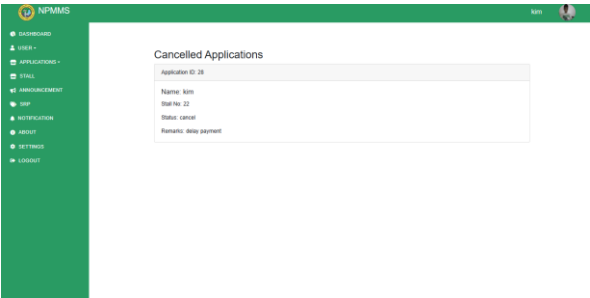 NPMMS
kim
DASHBOARD
USER
APPLICATIONS
STALL
ANNOUNCEMENT
SRP
NOTIFICATION
ABOUT
SETTINGS
LOGOUT
Cancelled Applications
Application ID: 28
Name: kim
Stall No: 22
Status: cancel
Remarks: delay payment